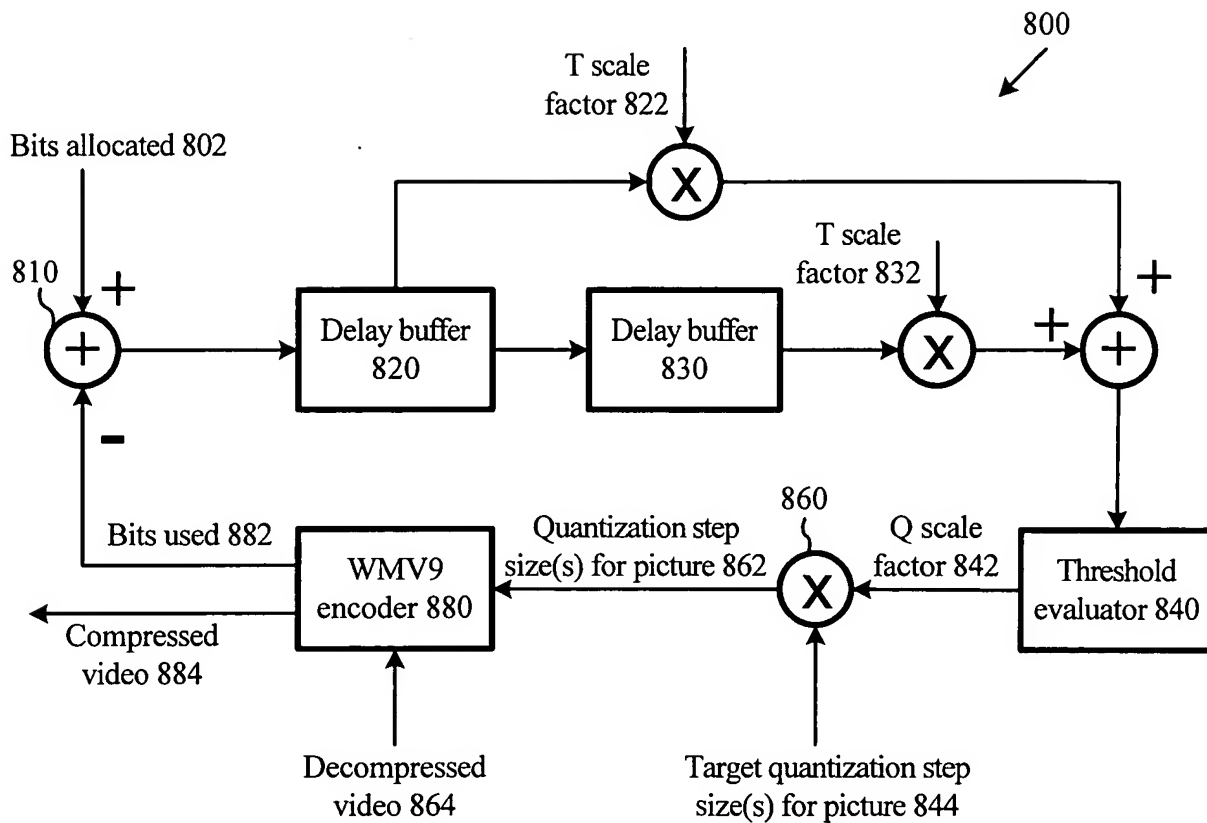 800
T scale
factor 822
Bits allocated 802
X
T scale
factor 832
810
+
+
+
+
Delay buffer
820
Delay buffer
830
X
+
-
860
Bits used 882
Quantization step
size(s) for picture 862
Q scale
factor 842
WMV9
encoder 880
X
Threshold
evaluator 840
Compressed
video 884
Decompressed
video 864
Target quantization step
size(s) for picture 844